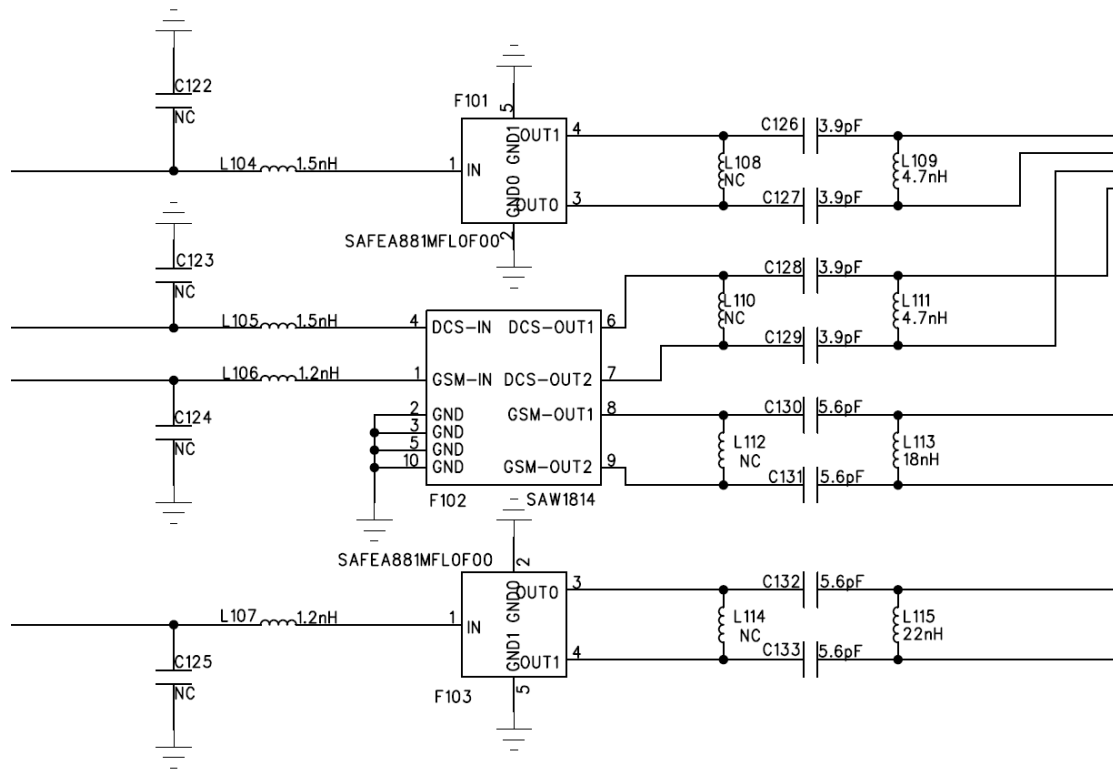 C122
NC
L104 1.5nH
F101
5
1
IN
GND0 GND1
OUT1
OUT0
4
3
2
SAFEA881MFL0F00
C126 3.9pF
L108
NC
L109
4.7nH
C127 3.9pF
C123
NC
L105 1.5nH
4
DCS-IN
DCS-OUT1
6
L106 1.2nH
1
GSM-IN
DCS-OUT2
7
C124
NC
2
GND
3
GND
5
GND
10
GND
GSM-OUT1
8
GSM-OUT2
9
F102
SAW1814
C128 3.9pF
L110
NC
L111
4.7nH
C129 3.9pF
C130 5.6pF
L112
NC
L113
18nH
C131 5.6pF
SAFEA881MFL0F00
2
L107 1.2nH
1
IN
GND1 GND0
OUT0
OUT1
3
4
5
F103
C125
NC
C132 5.6pF
L114
NC
L115
22nH
C133 5.6pF